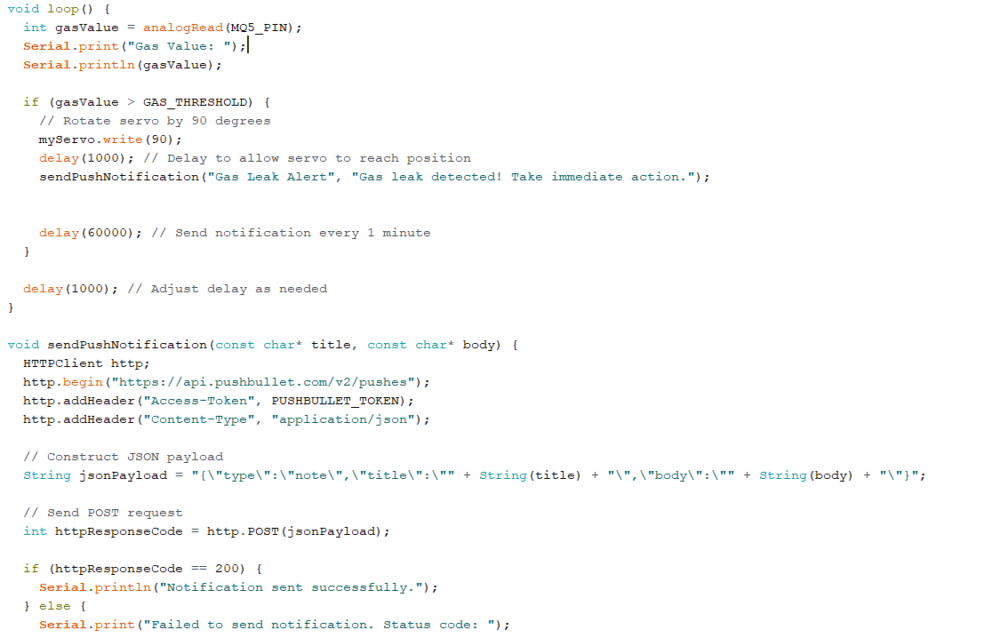 void loop() {
  int gasValue = analogRead(MQ5_PIN);
  Serial.print("Gas Value: ");
  Serial.println(gasValue);

  if (gasValue > GAS_THRESHOLD) {
    // Rotate servo by 90 degrees
    myServo.write(90);
    delay(1000); // Delay to allow servo to reach position
    sendPushNotification("Gas Leak Alert", "Gas leak detected! Take immediate action.");


    delay(60000); // Send notification every 1 minute
  }

  delay(1000); // Adjust delay as needed
}

void sendPushNotification(const char* title, const char* body) {
  HTTPClient http;
  http.begin("https://api.pushbullet.com/v2/pushes");
  http.addHeader("Access-Token", PUSHBULLET_TOKEN);
  http.addHeader("Content-Type", "application/json");

  // Construct JSON payload
  String jsonPayload = "{\"type\":\"note\",\"title\":\"" + String(title) + "\",\"body\":\"" + String(body) + "\"}";

  // Send POST request
  int httpResponseCode = http.POST(jsonPayload);

  if (httpResponseCode == 200) {
    Serial.println("Notification sent successfully.");
  } else {
    Serial.print("Failed to send notification. Status code: ");